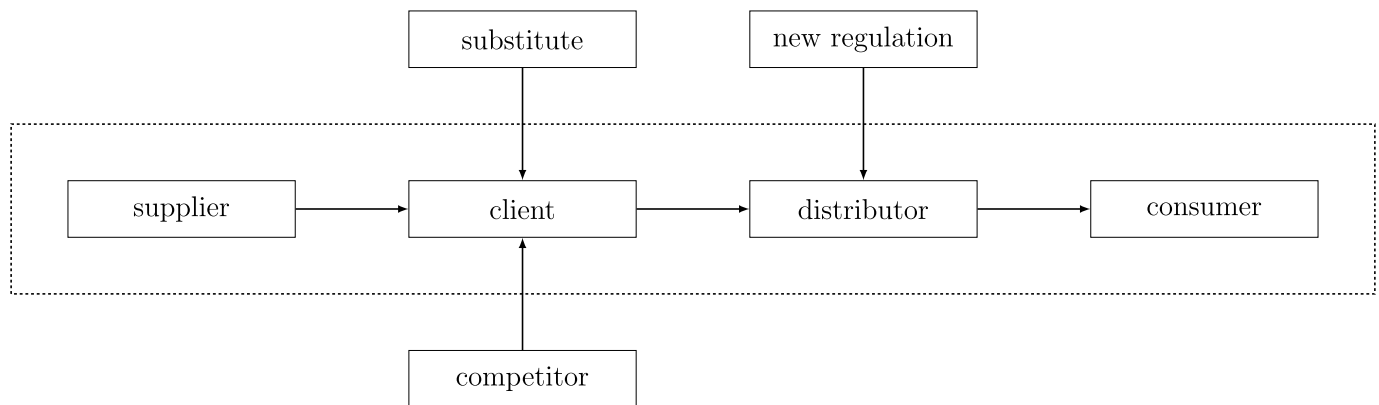 substitute
new regulation
supplier
client
distributor
consumer
competitor